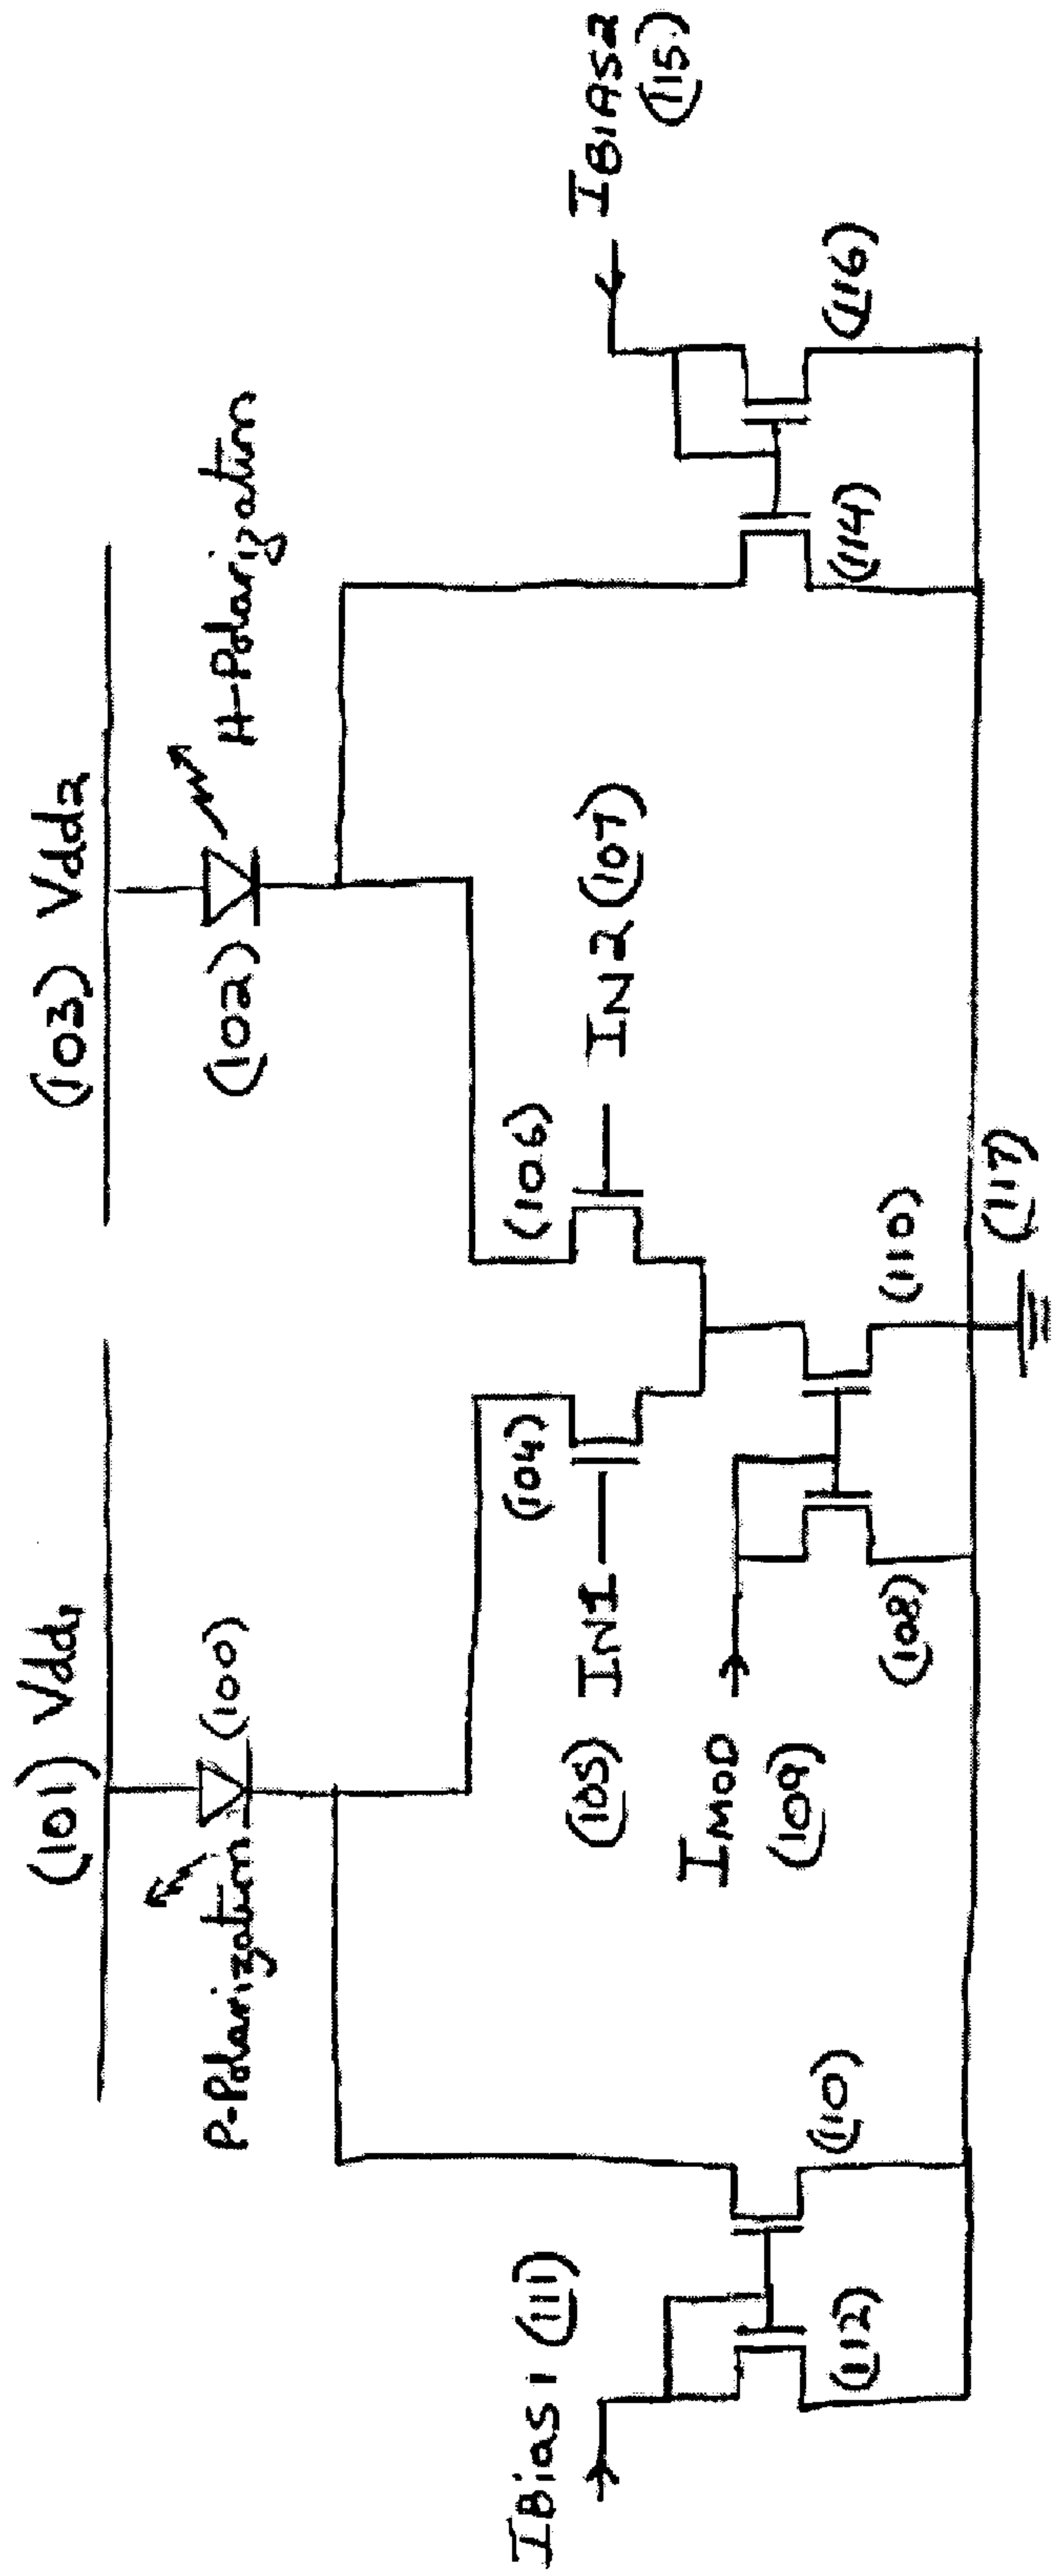 (101) Vdd1
(103) Vdd2
P-Polarization
(100)
(102)
H-Polarization
(104)
(106)
(105) IN1
IN2 (107)
IBias1 (111)
IMOD
(109)
IBIAS2
(115)
(112)
(110)
(108)
(110)
(114)
(116)
(117)